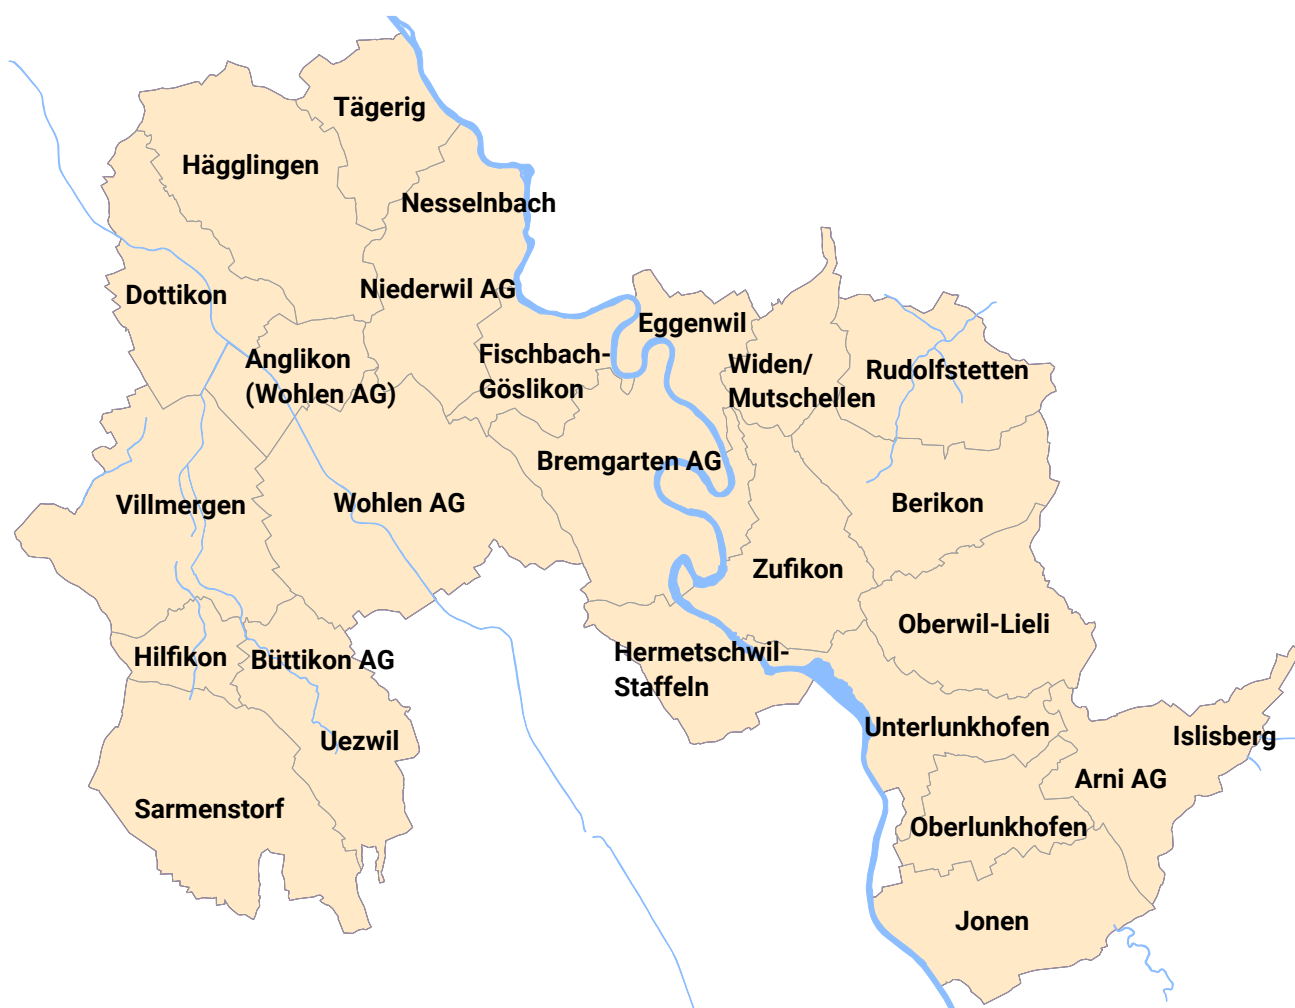 Tägerig
Hägglingen
Nesselnbach
Dottikon
Niederwil AG
Eggenwil
Anglikon
(Wohlen AG)
Fischbach-
Göslikon
Widen/
Mutschellen
Rudolfstetten
Bremgarten AG
Villmergen
Wohlen AG
Berikon
Zufikon
Oberwil-Lieli
Hilfikon
Büttikon AG
Hermetschwil-
Staffeln
Unterlunkhofen
Islisberg
Uezwil
Arni AG
Sarmenstorf
Oberlunkhofen
Jonen